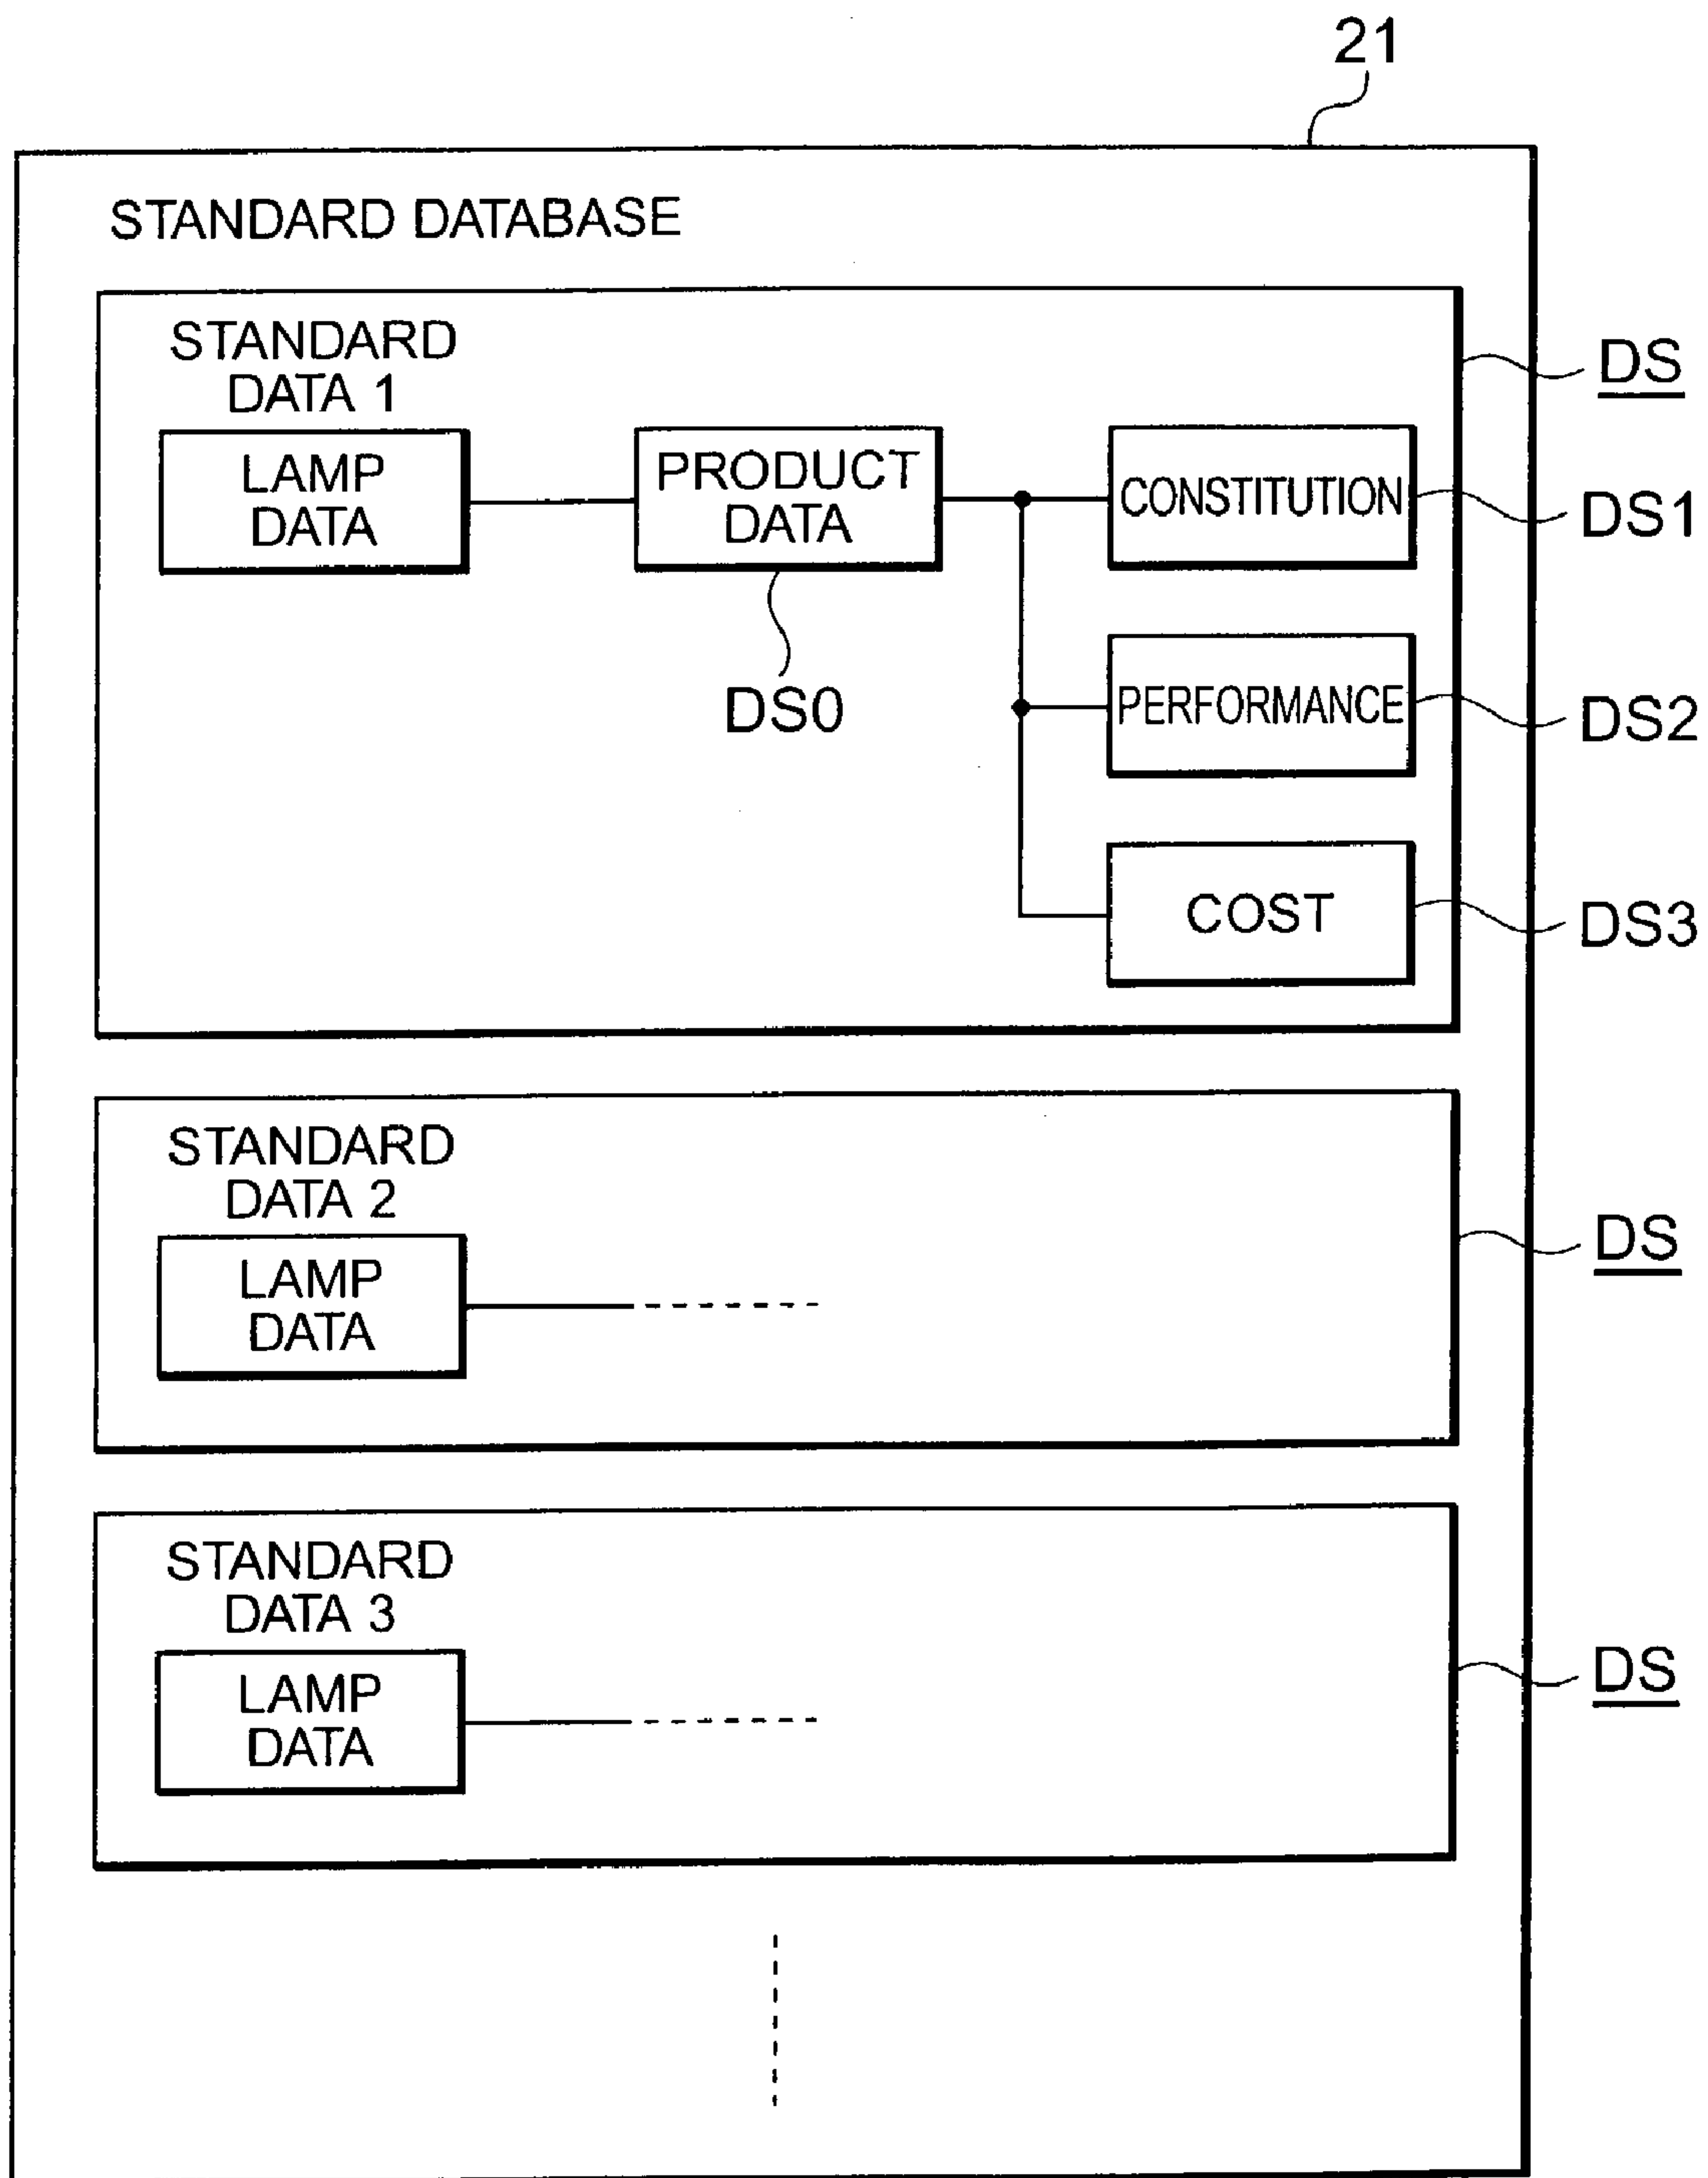 21
STANDARD DATABASE
STANDARD
DATA 1
DS
LAMP
DATA
PRODUCT
DATA
CONSTITUTION
DS1
DS0
PERFORMANCE
DS2
COST
DS3
STANDARD
DATA 2
DS
LAMP
DATA
STANDARD
DATA 3
DS
LAMP
DATA